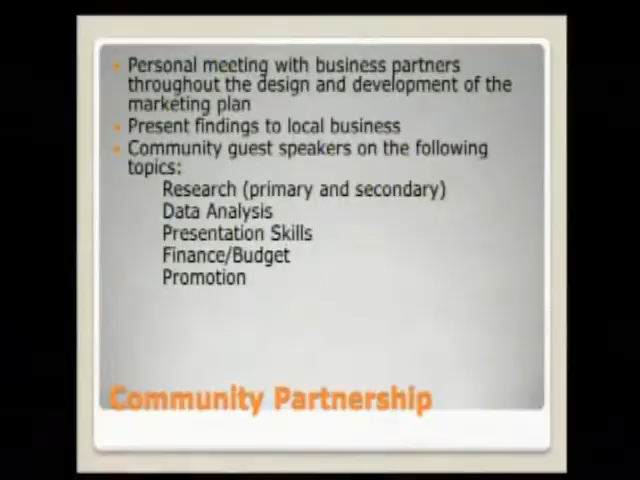 Personal meeting with business partners
throughout the design and development of the
marketing plan
Present findings to local business
Community guest speakers on the following
topics:
Research (primary and secondary)
Data Analysis
Presentation Skills
Finance/Budget
Promotion
Community Partnership